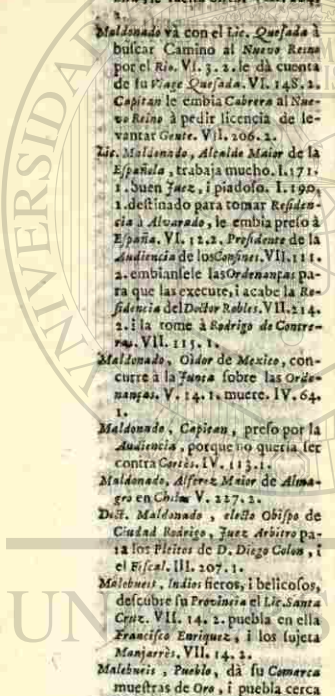 2.
Maldonado và con el Lic. Quesada à
buscar Camino al Nuevo Reino
por el Rio. VI. 3. 2. le dà cuenta
de su Viage Quesada. VI. 148. 2.
Capitan le embia Cabrera al Nue-
vo Reino à pedir licencia de le-
vantar Gente. VII. 206. 2.
Lic. Maldonado, Alcalde Maior de la
Española, trabaja mucho. I. 171.
1. buen Juez, i piadoso. I. 190.
1. destinado para tomar Residen-
cia à Alvarado, le embia preso à
España. VI. 12. 2. Presidente de la
Audiencia de los Confines. VII. 111.
2. embiansele las Ordenanças pa-
ra que las execute, i acabe la Re-
sidencia del Doctor Robles. VII. 214.
2. i la tome à Rodrigo de Contre-
ras. VII. 115. 1.
Maldonado, Oidor de Mexico, con-
curre à la Junta sobre las Orde-
nanças. V. 14. 1. muere. IV. 64.
1.
Maldonado, Capitan, preso por la
Audiencia, porque no queria ser
contra Cortès. IV. 113. 1.
Maldonado, Alferez Maior de Alma-
gro en Chile V. 227. 2.
Doct. Maldonado, electo Obispo de
Ciudad Rodrigo, Juez Arbitro pa-
ra los Pleitos de D. Diego Colon, i
el Fiscal. III. 207. 1.
Malebueis, Indios fieros, i belicosos,
descubre su Provincia el Lic. Santa
Cruz. VII. 14. 2. puebla en ella
Francisco Enriquez, i los sujeta
Manjarrès. VII. 14. 2.
Malebueis, Pueblo, dà su Comarca
muestras de Oro, i puebla cerca